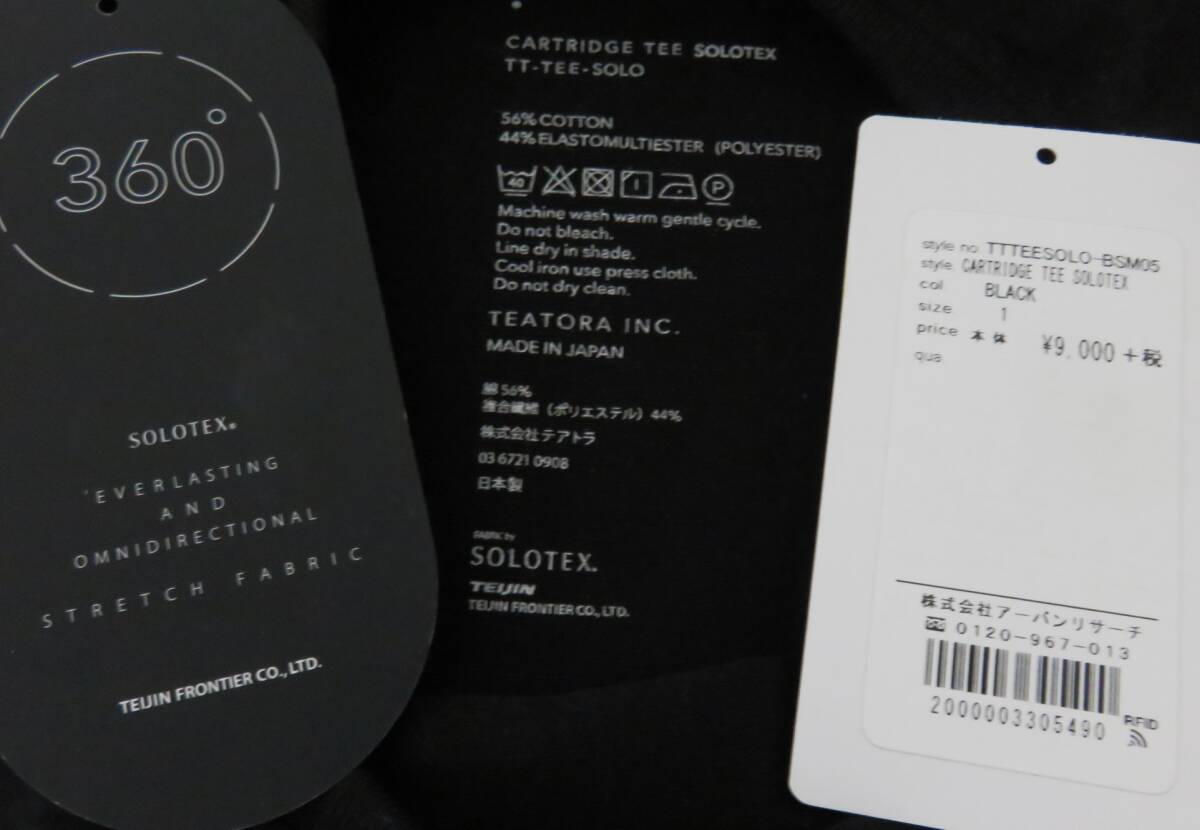 360°
SOLOTEX®
'EVERLASTING
AND
OMNIDIRECTIONAL
STRETCH FABRIC
TEIJIN FRONTIER CO., LTD.
CARTRIDGE TEE SOLOTEX
TT-TEE-SOLO
56% COTTON
44% ELASTOMULTIESTER (POLYESTER)
40 P
Machine wash warm gentle cycle.
Do not bleach.
Line dry in shade.
Cool iron use press cloth.
Do not dry clean.
TEATORA INC.
MADE IN JAPAN
綿 56%
複合繊維 (ポリエステル) 44%
株式会社テアトラ
03 6721 0908
日本製
FABRIC by
SOLOTEX.
TEIJIN
TEIJIN FRONTIER CO., LTD.
style no TTTEESOLO-BSM05
style CARTRIDGE TEE SOLOTEX
col BLACK
size 1
price 本体 ¥9,000+税
qua
株式会社アーバンリサーチ
0120-967-013
2000003305490
RFID